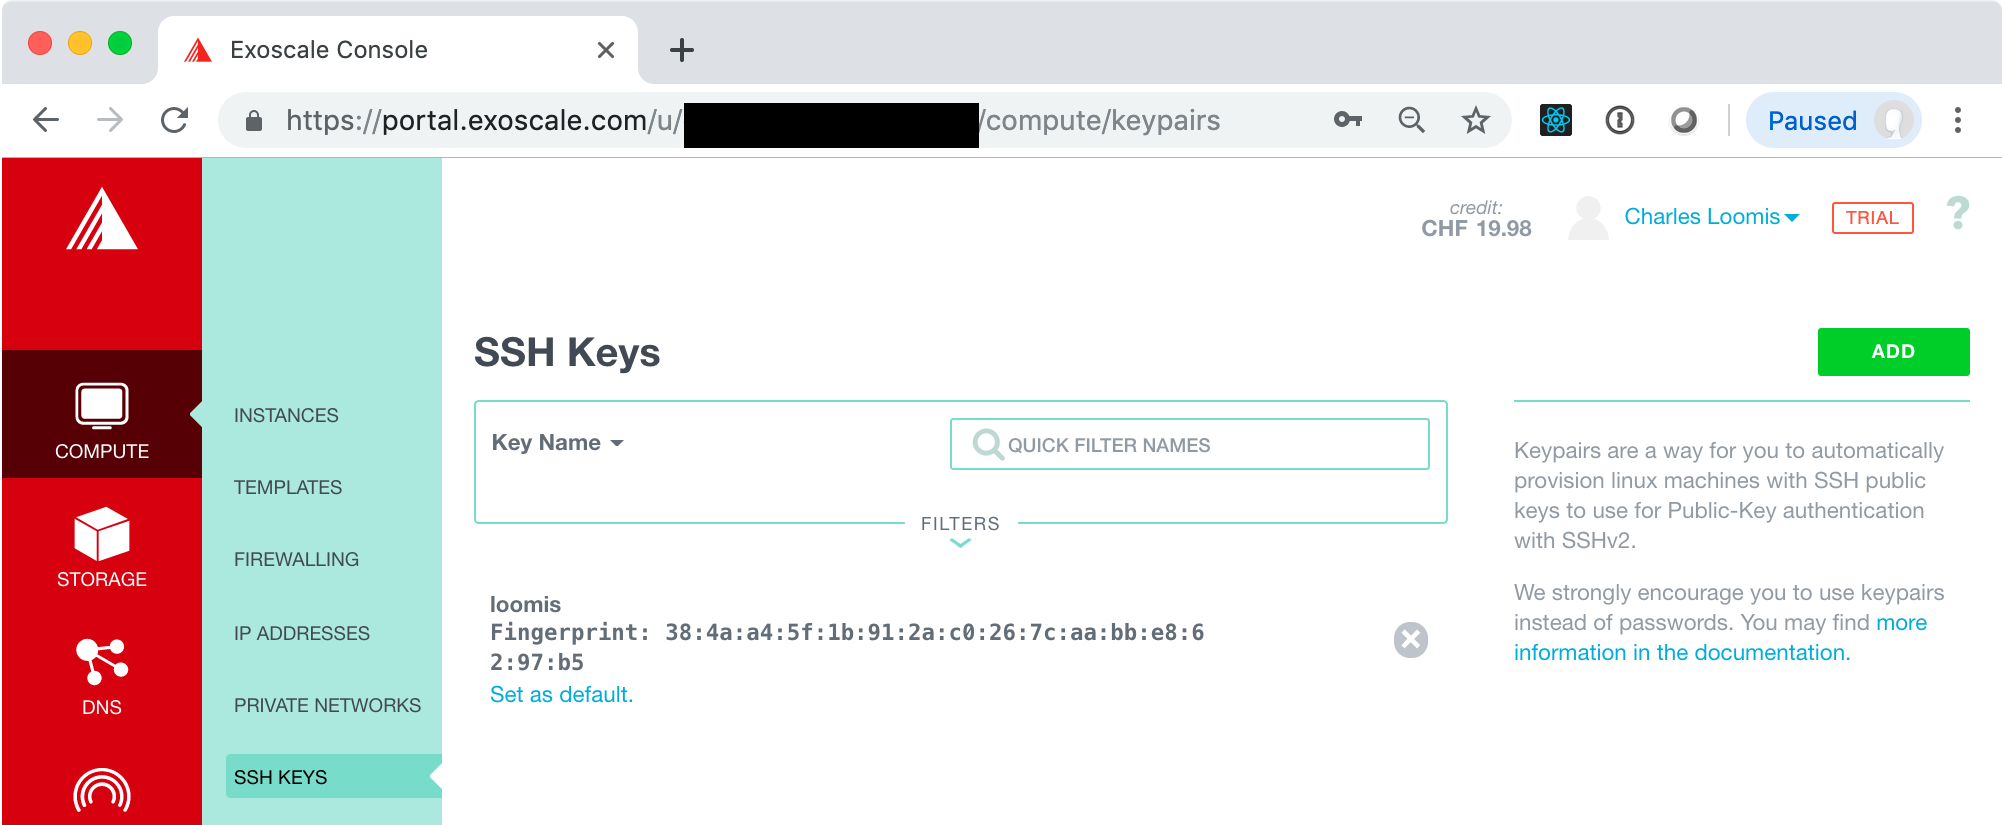 Exoscale Console
https://portal.exoscale.com/u/ /compute/keypairs
Paused
credit:
CHF 19.98
Charles Loomis
TRIAL
?
COMPUTE
STORAGE
DNS
INSTANCES
TEMPLATES
FIREWALLING
IP ADDRESSES
PRIVATE NETWORKS
SSH KEYS
SSH Keys
ADD
Key Name
QUICK FILTER NAMES
FILTERS
loomis
Fingerprint: 38:4a:a4:5f:1b:91:2a:c0:26:7c:aa:bb:e8:6
2:97:b5
Set as default.
Keypairs are a way for you to automatically
provision linux machines with SSH public
keys to use for Public-Key authentication
with SSHv2.
We strongly encourage you to use keypairs
instead of passwords. You may find more
information in the documentation.